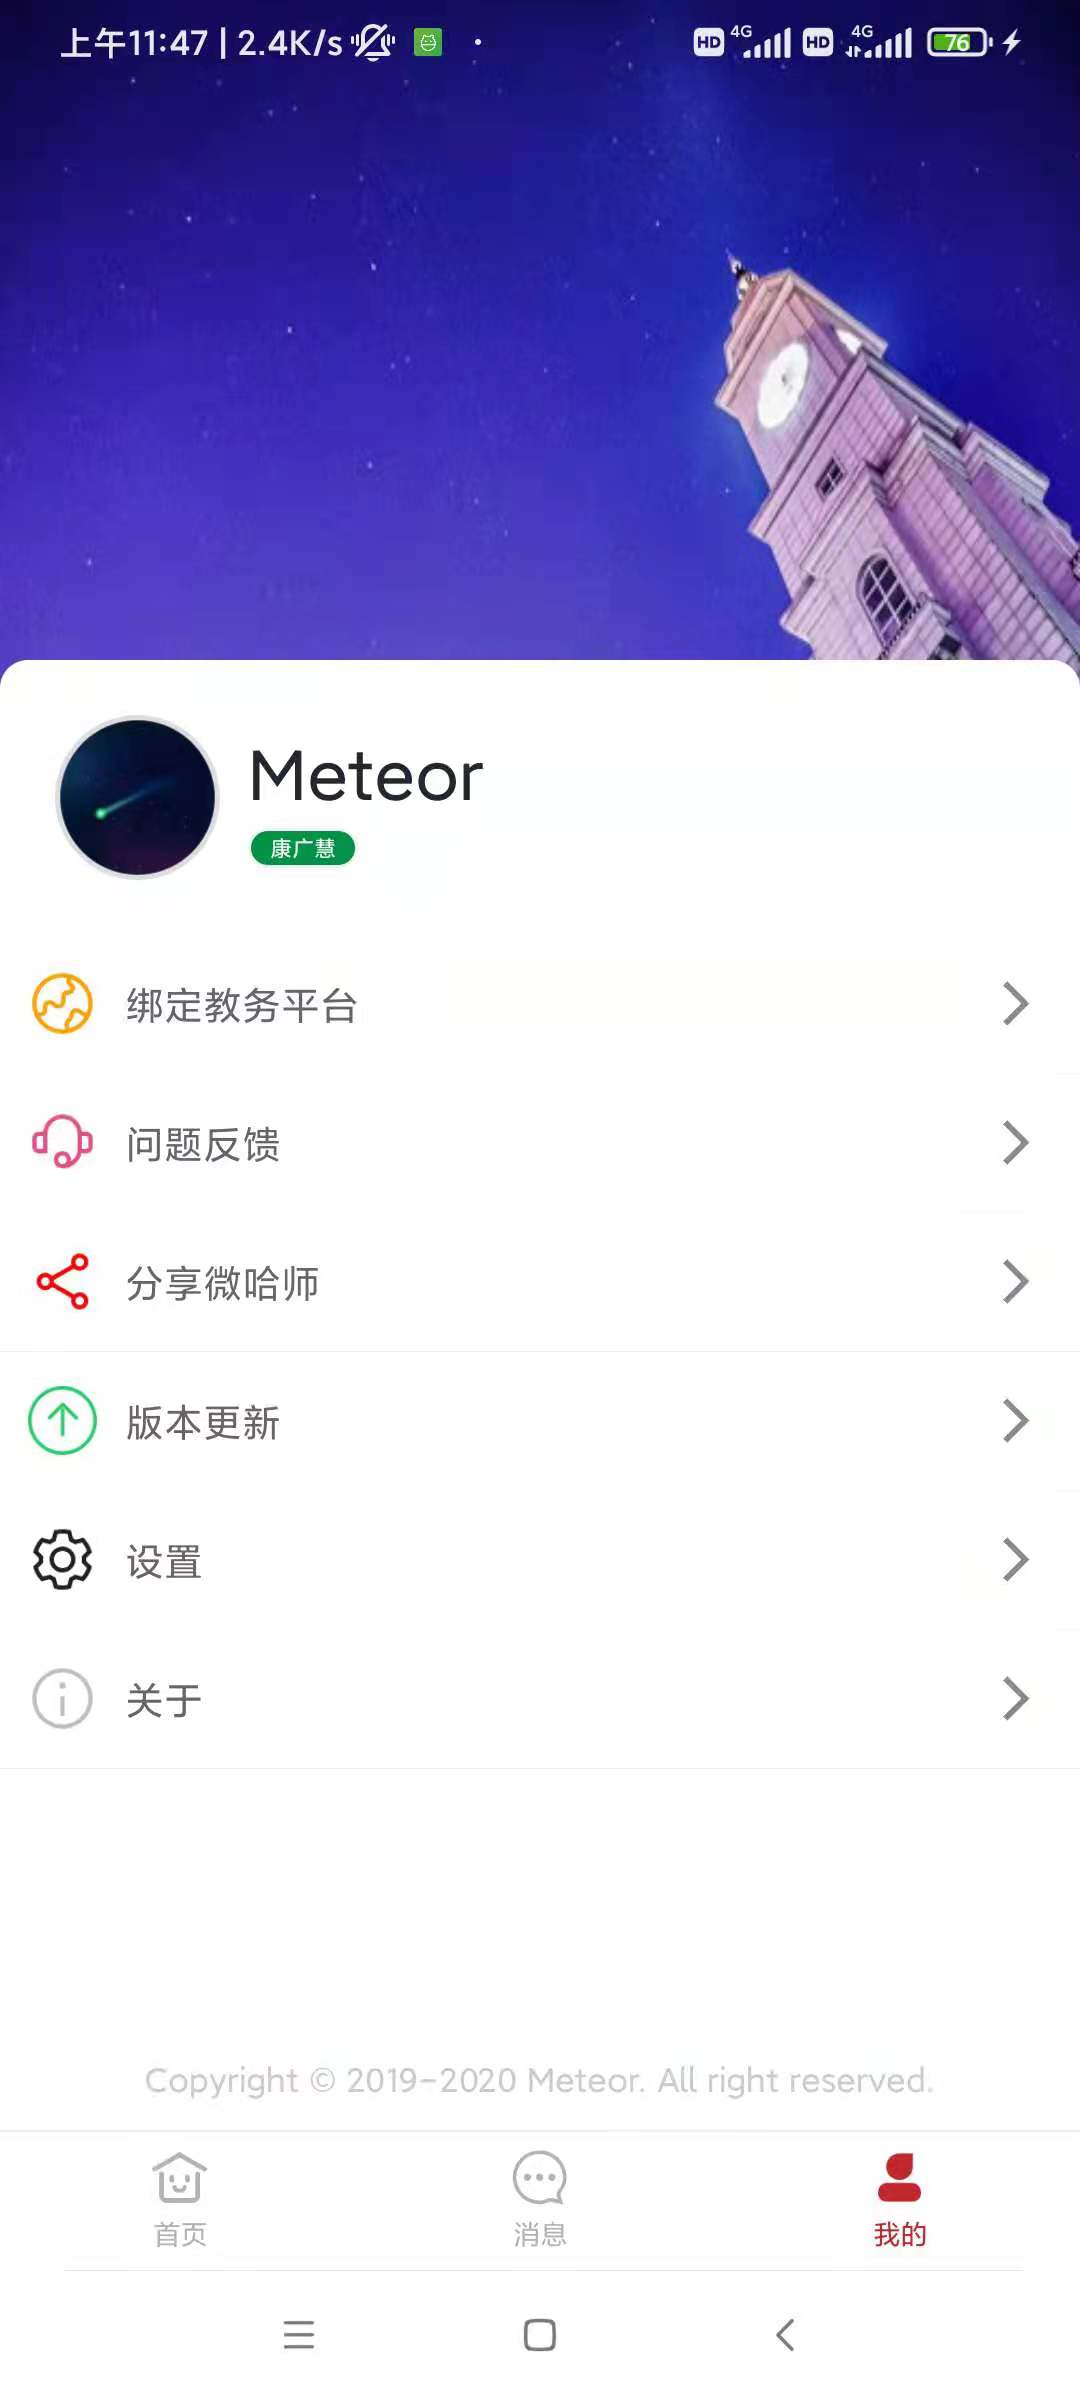 上午11:47 | 2.4K/s
HD 4G HD 4G 76
Meteor
康广慧
绑定教务平台
问题反馈
分享微哈师
版本更新
设置
关于
Copyright © 2019-2020 Meteor. All right reserved.
首页 消息 我的